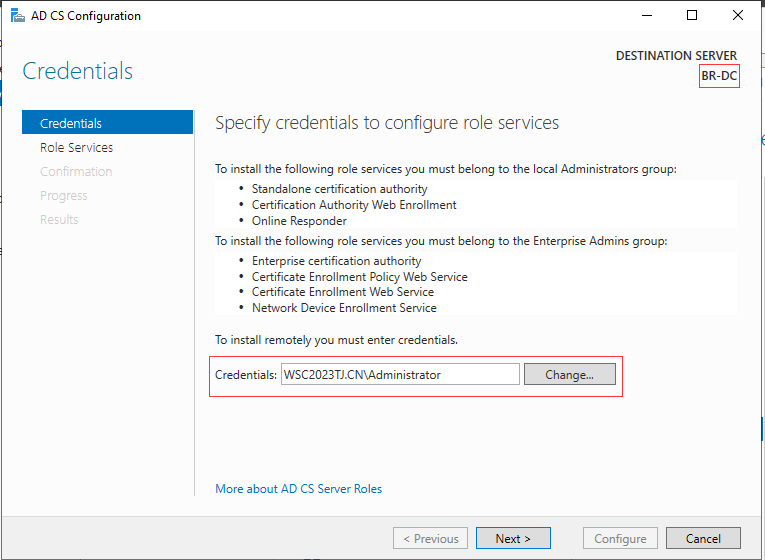 AD CS Configuration
DESTINATION SERVER
BR-DC
Credentials
Credentials
Role Services
Confirmation
Progress
Results
Specify credentials to configure role services
To install the following role services you must belong to the local Administrators group:
• Standalone certification authority
• Certification Authority Web Enrollment
• Online Responder
To install the following role services you must belong to the Enterprise Admins group:
• Enterprise certification authority
• Certificate Enrollment Policy Web Service
• Certificate Enrollment Web Service
• Network Device Enrollment Service
To install remotely you must enter credentials.
Credentials: WSC2023TJ.CN\Administrator Change...
More about AD CS Server Roles
< Previous Next > Configure Cancel